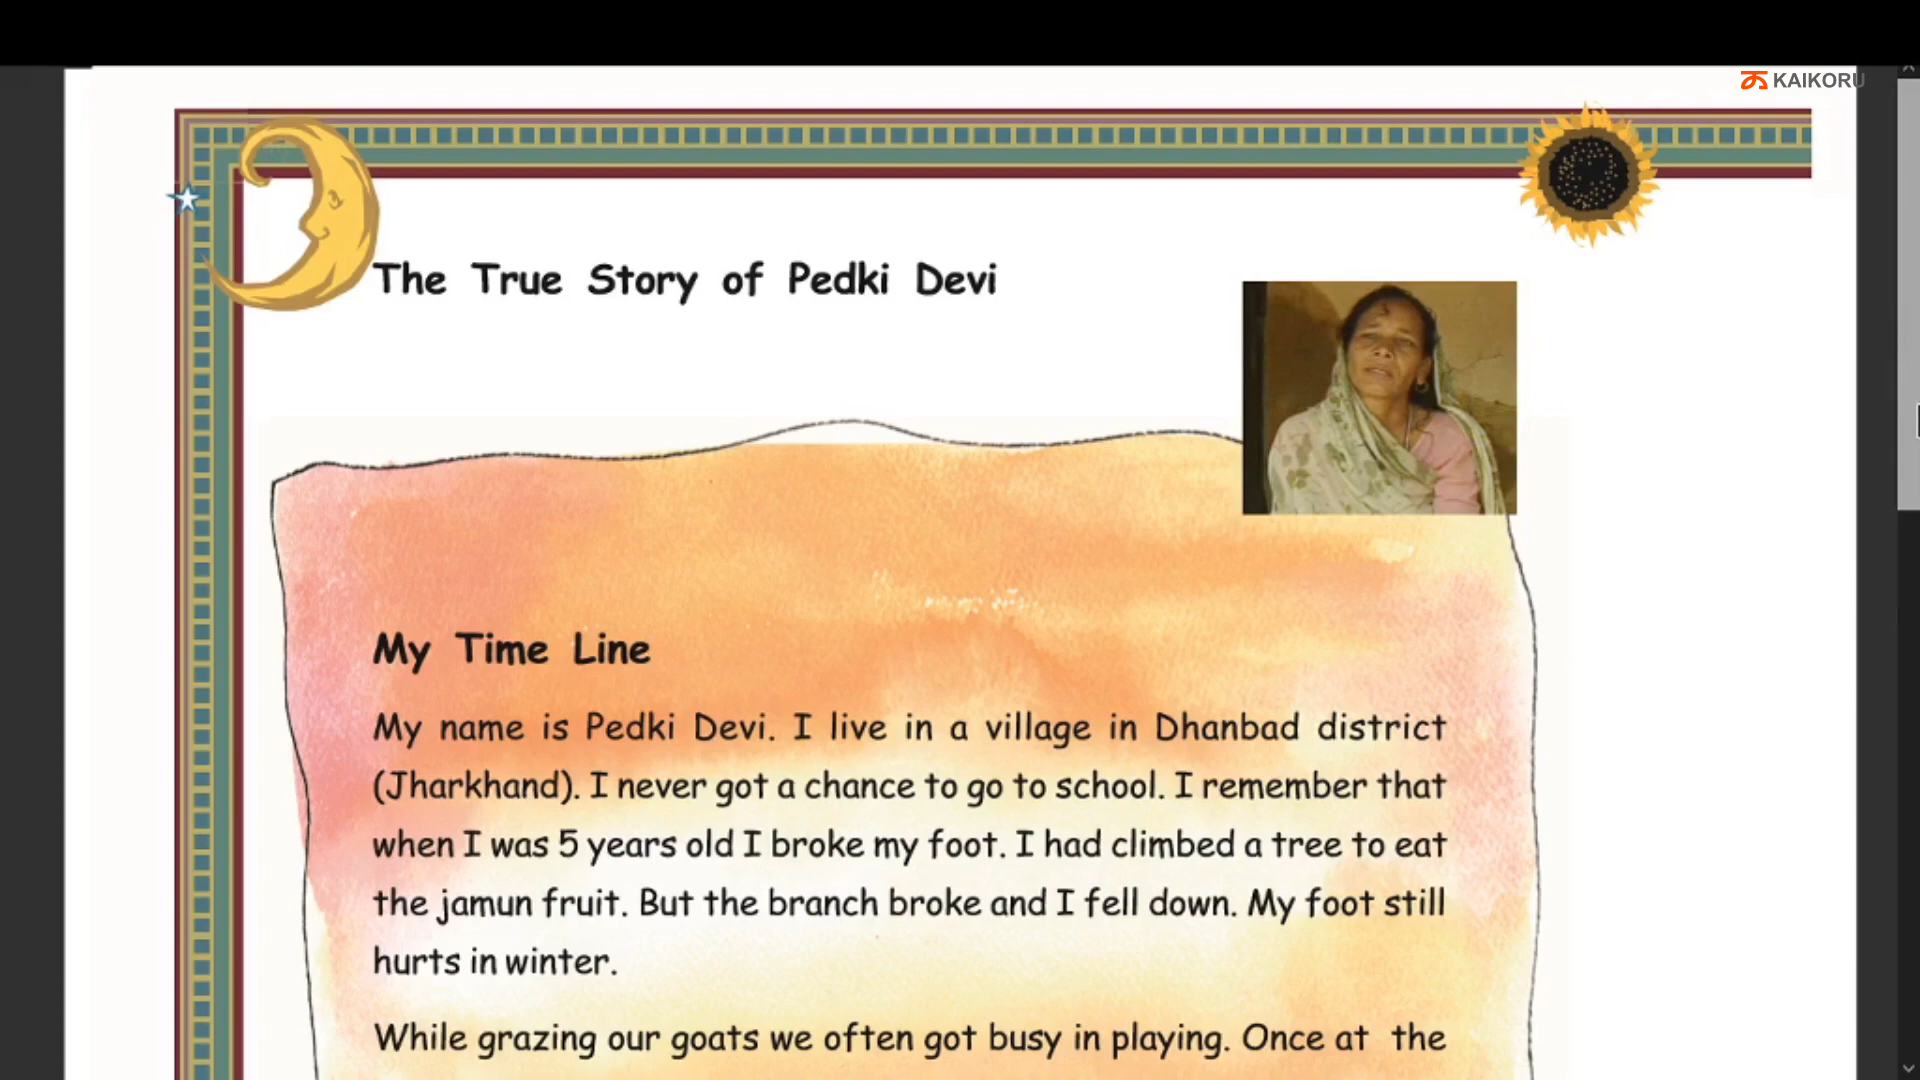 KAIKORU
The True Story of Pedki Devi
My Time Line
My name is Pedki Devi. I live in a village in Dhanbad district
(Jharkhand). I never got a chance to go to school. I remember that
when I was 5 years old I broke my foot. I had climbed a tree to eat
the jamun fruit. But the branch broke and I fell down. My foot still
hurts in winter.
While grazing our goats we often got busy in playing. Once at the